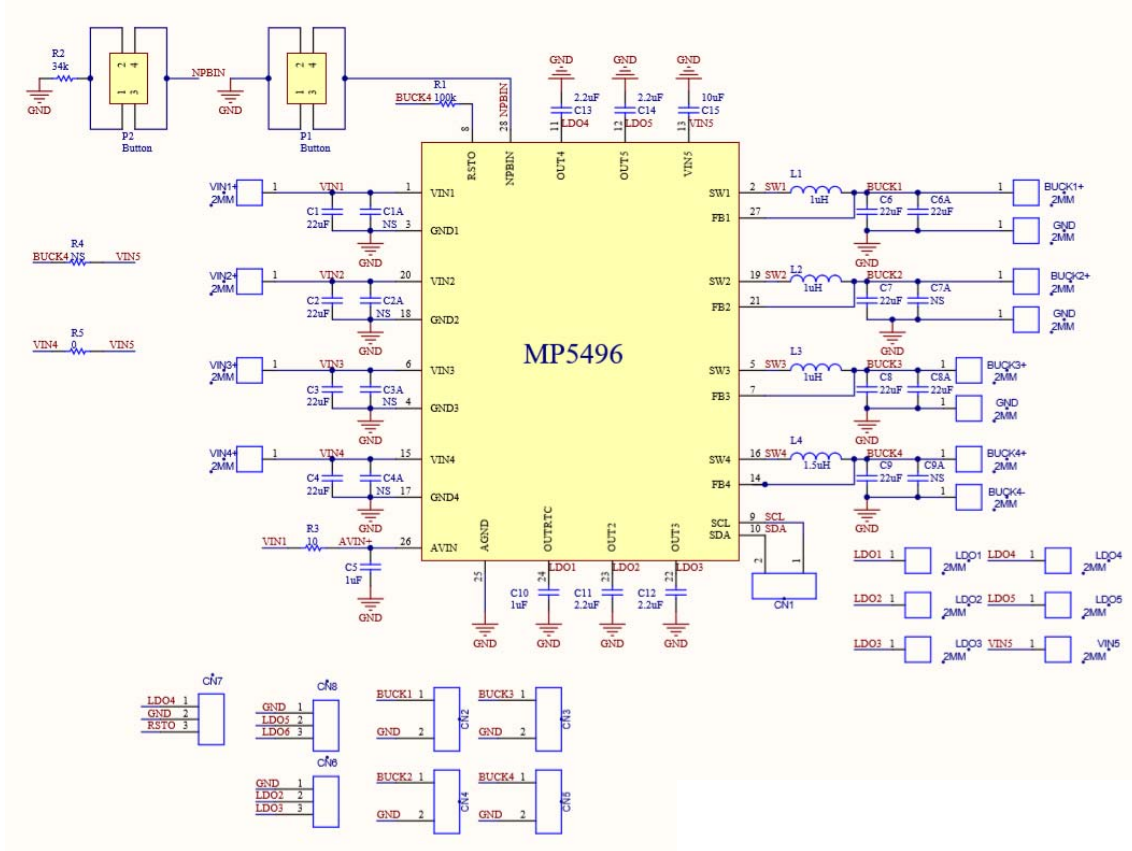 R2
34k
GND
2 4
1 3
P2
Button
NPBIN
GND
2 4
1 3
P1
Button
BUCK4
R1
100k
NPBIN
8
28
GND
2.2uF
C13
11
LDO4
GND
2.2uF
C14
12
LDO5
GND
10uF
C15
13
VIN5
RSTO
NPBIN
OUT4
OUT5
VIN5
MP5496
VIN1+
2MM
1
VIN1
C1
22uF
C1A
NS
GND
1
VIN1
3
GND1
VIN2+
2MM
1
VIN2
C2
22uF
C2A
NS
GND
20
VIN2
18
GND2
VIN3+
2MM
1
VIN3
C3
22uF
C3A
NS
GND
6
VIN3
4
GND3
VIN4+
2MM
1
VIN4
C4
22uF
C4A
NS
GND
15
VIN4
17
GND4
VIN1
R3
10
AVIN+
C5
1uF
GND
26
AVIN
R4
BUCK4 NS VIN5
R5
VIN4 0 VIN5
SW1
2
SW1
L1
1uH
BUCK1
FB1
27
C6
22uF
C6A
22uF
GND
1
BUCK1+
2MM
1
GND
2MM
SW2
19
SW2
L2
1uH
BUCK2
FB2
21
C7
22uF
C7A
NS
GND
1
BUCK2+
2MM
1
GND
2MM
SW3
5
SW3
L3
1uH
BUCK3
FB3
7
C8
22uF
C8A
22uF
GND
1
BUCK3+
2MM
1
GND
2MM
SW4
16
SW4
L4
1.5uH
BUCK4
FB4
14
C9
22uF
C9A
NS
GND
1
BUCK4+
2MM
1
BUCK4-
2MM
SCL
9
SCL
SDA
10
SDA
2
1
CN1
AGND
25
GND
OUTRTC
24
LDO1
C10
1uF
GND
OUT2
23
LDO2
C11
2.2uF
GND
OUT3
22
LDO3
C12
2.2uF
GND
LDO1 1
LDO1
2MM
LDO4 1
LDO4
2MM
LDO2 1
LDO2
2MM
LDO5 1
LDO5
2MM
LDO3 1
LDO3
2MM
VIN5 1
VIN5
2MM
CN7
LDO4 1
GND 2
RSTO 3
CN8
GND 1
LDO5 2
LDO6 3
CN6
GND 1
LDO2 2
LDO3 3
BUCK1 1
GND 2
CN2
BUCK3 1
GND 2
CN3
BUCK2 1
GND 2
CN4
BUCK4 1
GND 2
CN5